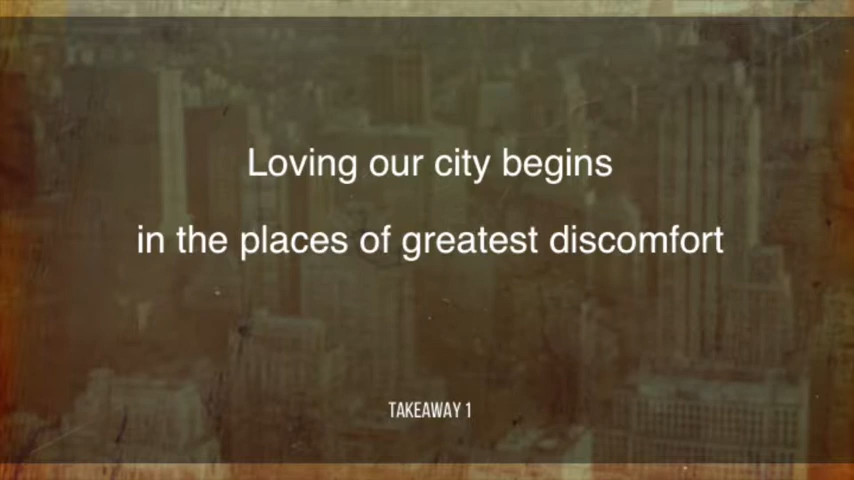 Loving our city begins
in the places of greatest discomfort
TAKEAWAY 1